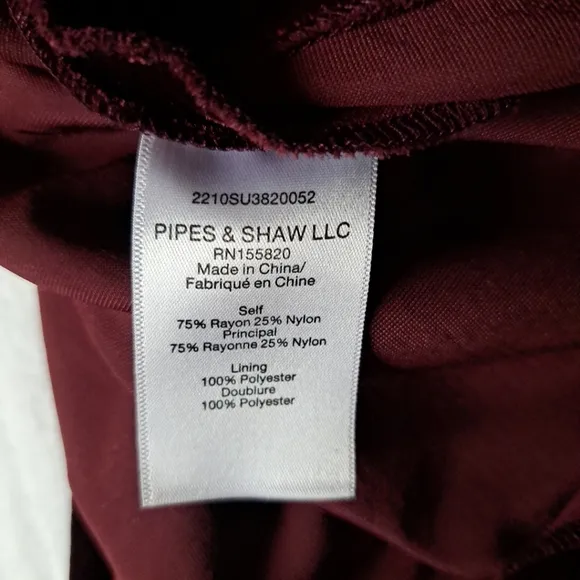 2210SU3820052
PIPES & SHAW LLC
RN155820
Made in China/
Fabriqué en Chine
Self
75% Rayon 25% Nylon
Principal
75% Rayonne 25% Nylon
Lining
100% Polyester
Doublure
100% Polyester